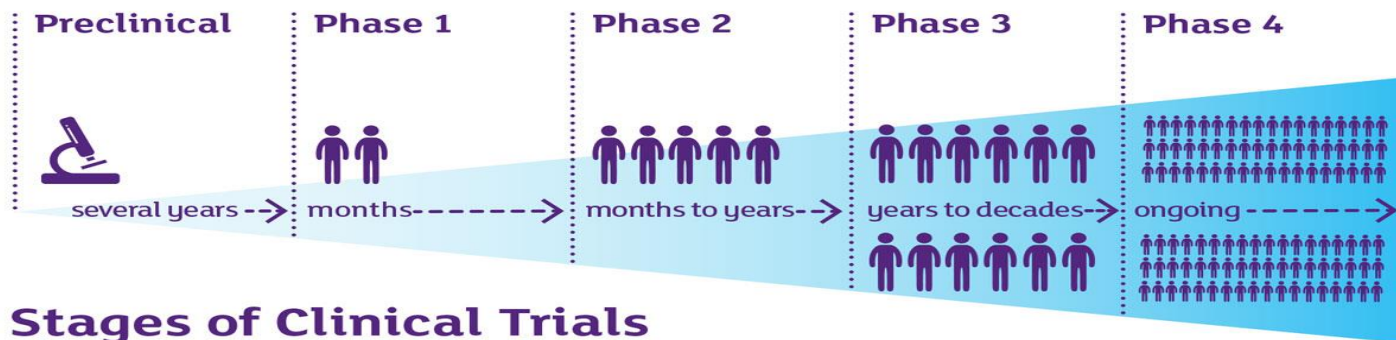 Preclinical Phase 1 Phase 2 Phase 3 Phase 4
several years months months to years years to decades ongoing
Stages of Clinical Trials